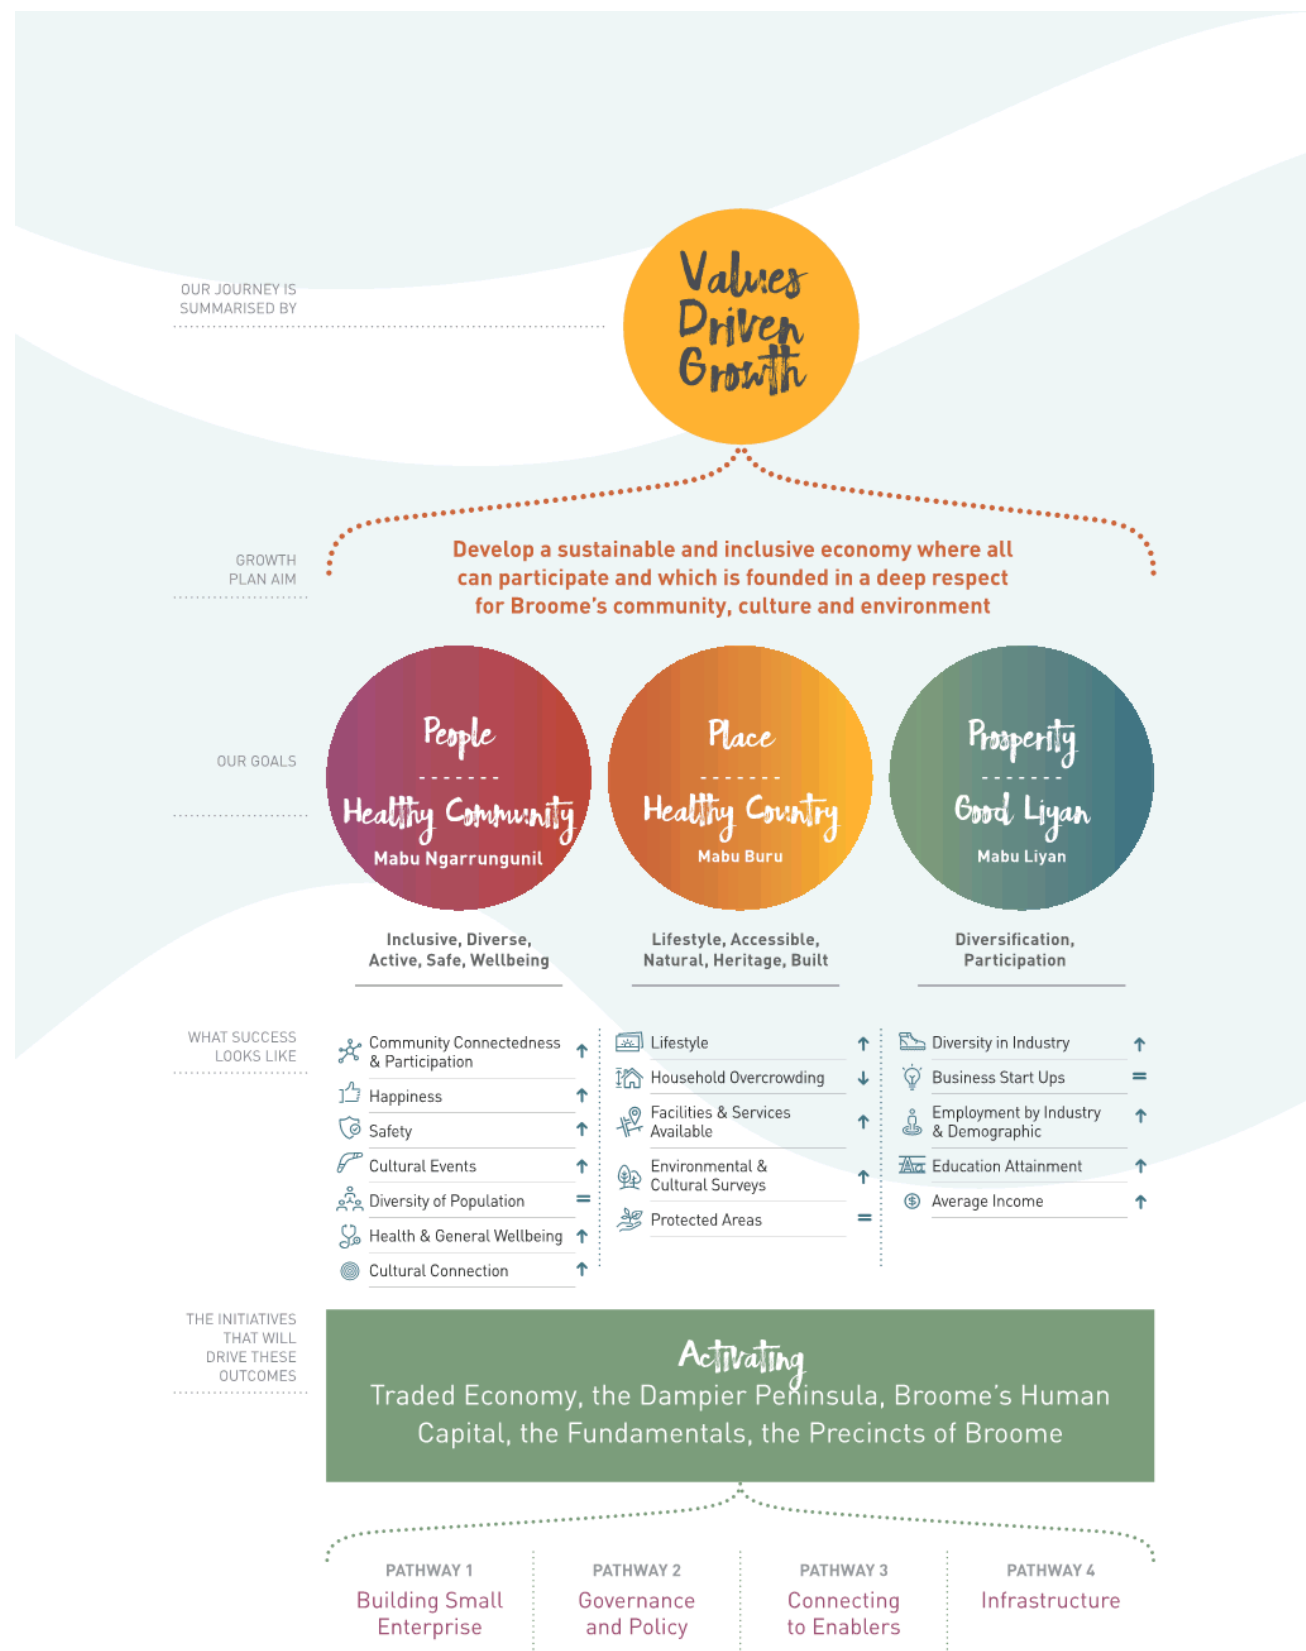 OUR JOURNEY IS
SUMMARISED BY
Values
Driven
Growth
GROWTH
PLAN AIM
Develop a sustainable and inclusive economy where all
can participate and which is founded in a deep respect
for Broome's community, culture and environment
OUR GOALS
People
Healthy Community
Mabu Ngarrungunil
Inclusive, Diverse,
Active, Safe, Wellbeing
Place
Healthy Country
Mabu Buru
Lifestyle, Accessible,
Natural, Heritage, Built
Prosperity
Good Liyan
Mabu Liyan
Diversification,
Participation
WHAT SUCCESS
LOOKS LIKE
Community Connectedness
& Participation
Happiness
Safety
Cultural Events
Diversity of Population
Health & General Wellbeing
Cultural Connection
Lifestyle
Household Overcrowding
Facilities & Services
Available
Environmental &
Cultural Surveys
Protected Areas
Diversity in Industry
Business Start Ups
Employment by Industry
& Demographic
Education Attainment
Average Income
THE INITIATIVES
THAT WILL
DRIVE THESE
OUTCOMES
Activating
Traded Economy, the Dampier Peninsula, Broome's Human
Capital, the Fundamentals, the Precincts of Broome
PATHWAY 1
Building Small
Enterprise
PATHWAY 2
Governance
and Policy
PATHWAY 3
Connecting
to Enablers
PATHWAY 4
Infrastructure